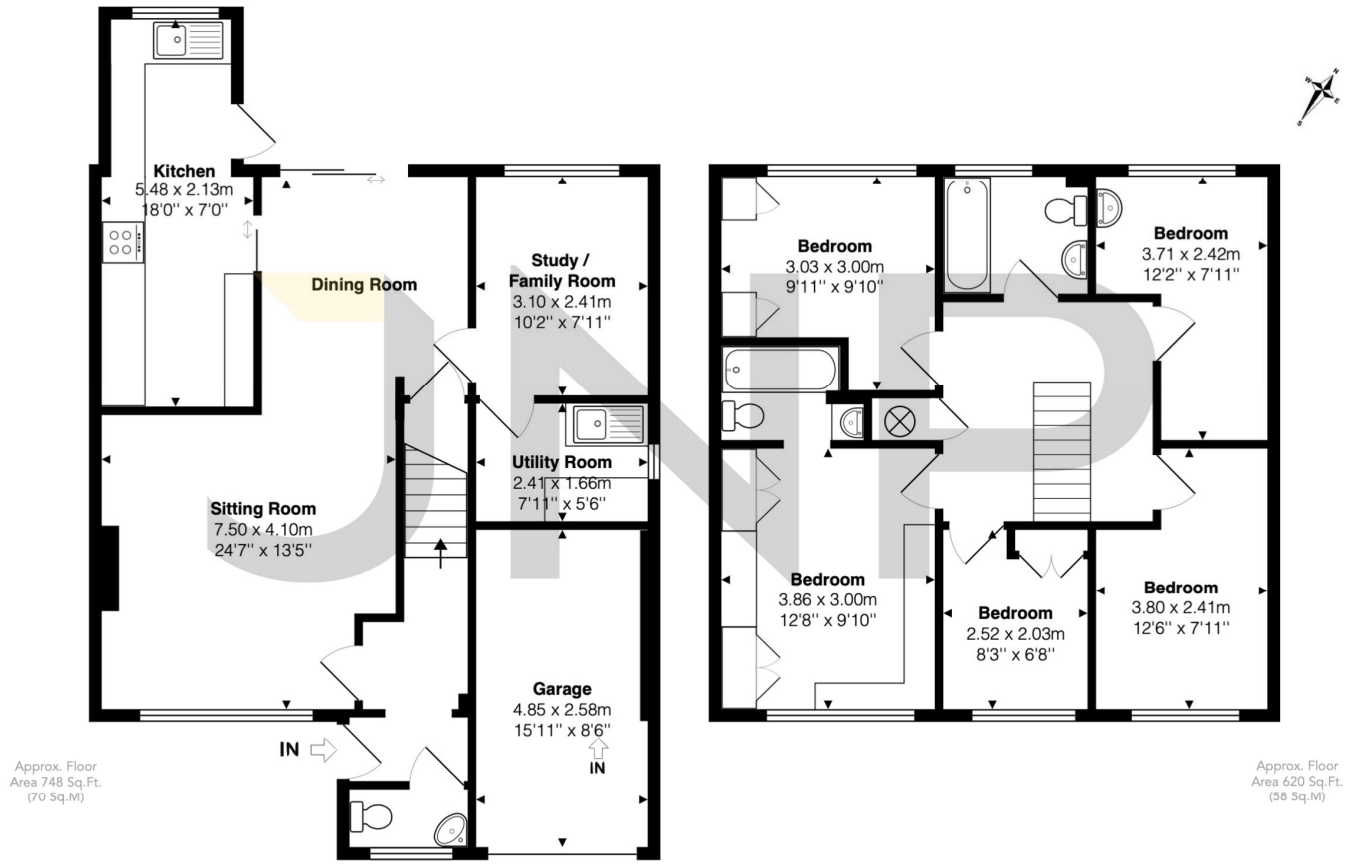 Kitchen
5.48 x 2.13m
18'0'' x 7'0''
Dining Room
Study /
Family Room
3.10 x 2.41m
10'2'' x 7'11''
Utility Room
2.41 x 1.66m
7'11'' x 5'6''
Sitting Room
7.50 x 4.10m
24'7'' x 13'5''
Garage
4.85 x 2.58m
15'11'' x 8'6''
IN
IN
Approx. Floor
Area 748 Sq.Ft.
(70 Sq.M)
N
W
E
S
Bedroom
3.03 x 3.00m
9'11'' x 9'10''
Bedroom
3.71 x 2.42m
12'2'' x 7'11''
Bedroom
3.86 x 3.00m
12'8'' x 9'10''
Bedroom
2.52 x 2.03m
8'3'' x 6'8''
Bedroom
3.80 x 2.41m
12'6'' x 7'11''
Approx. Floor
Area 620 Sq.Ft.
(58 Sq.M)
JNP